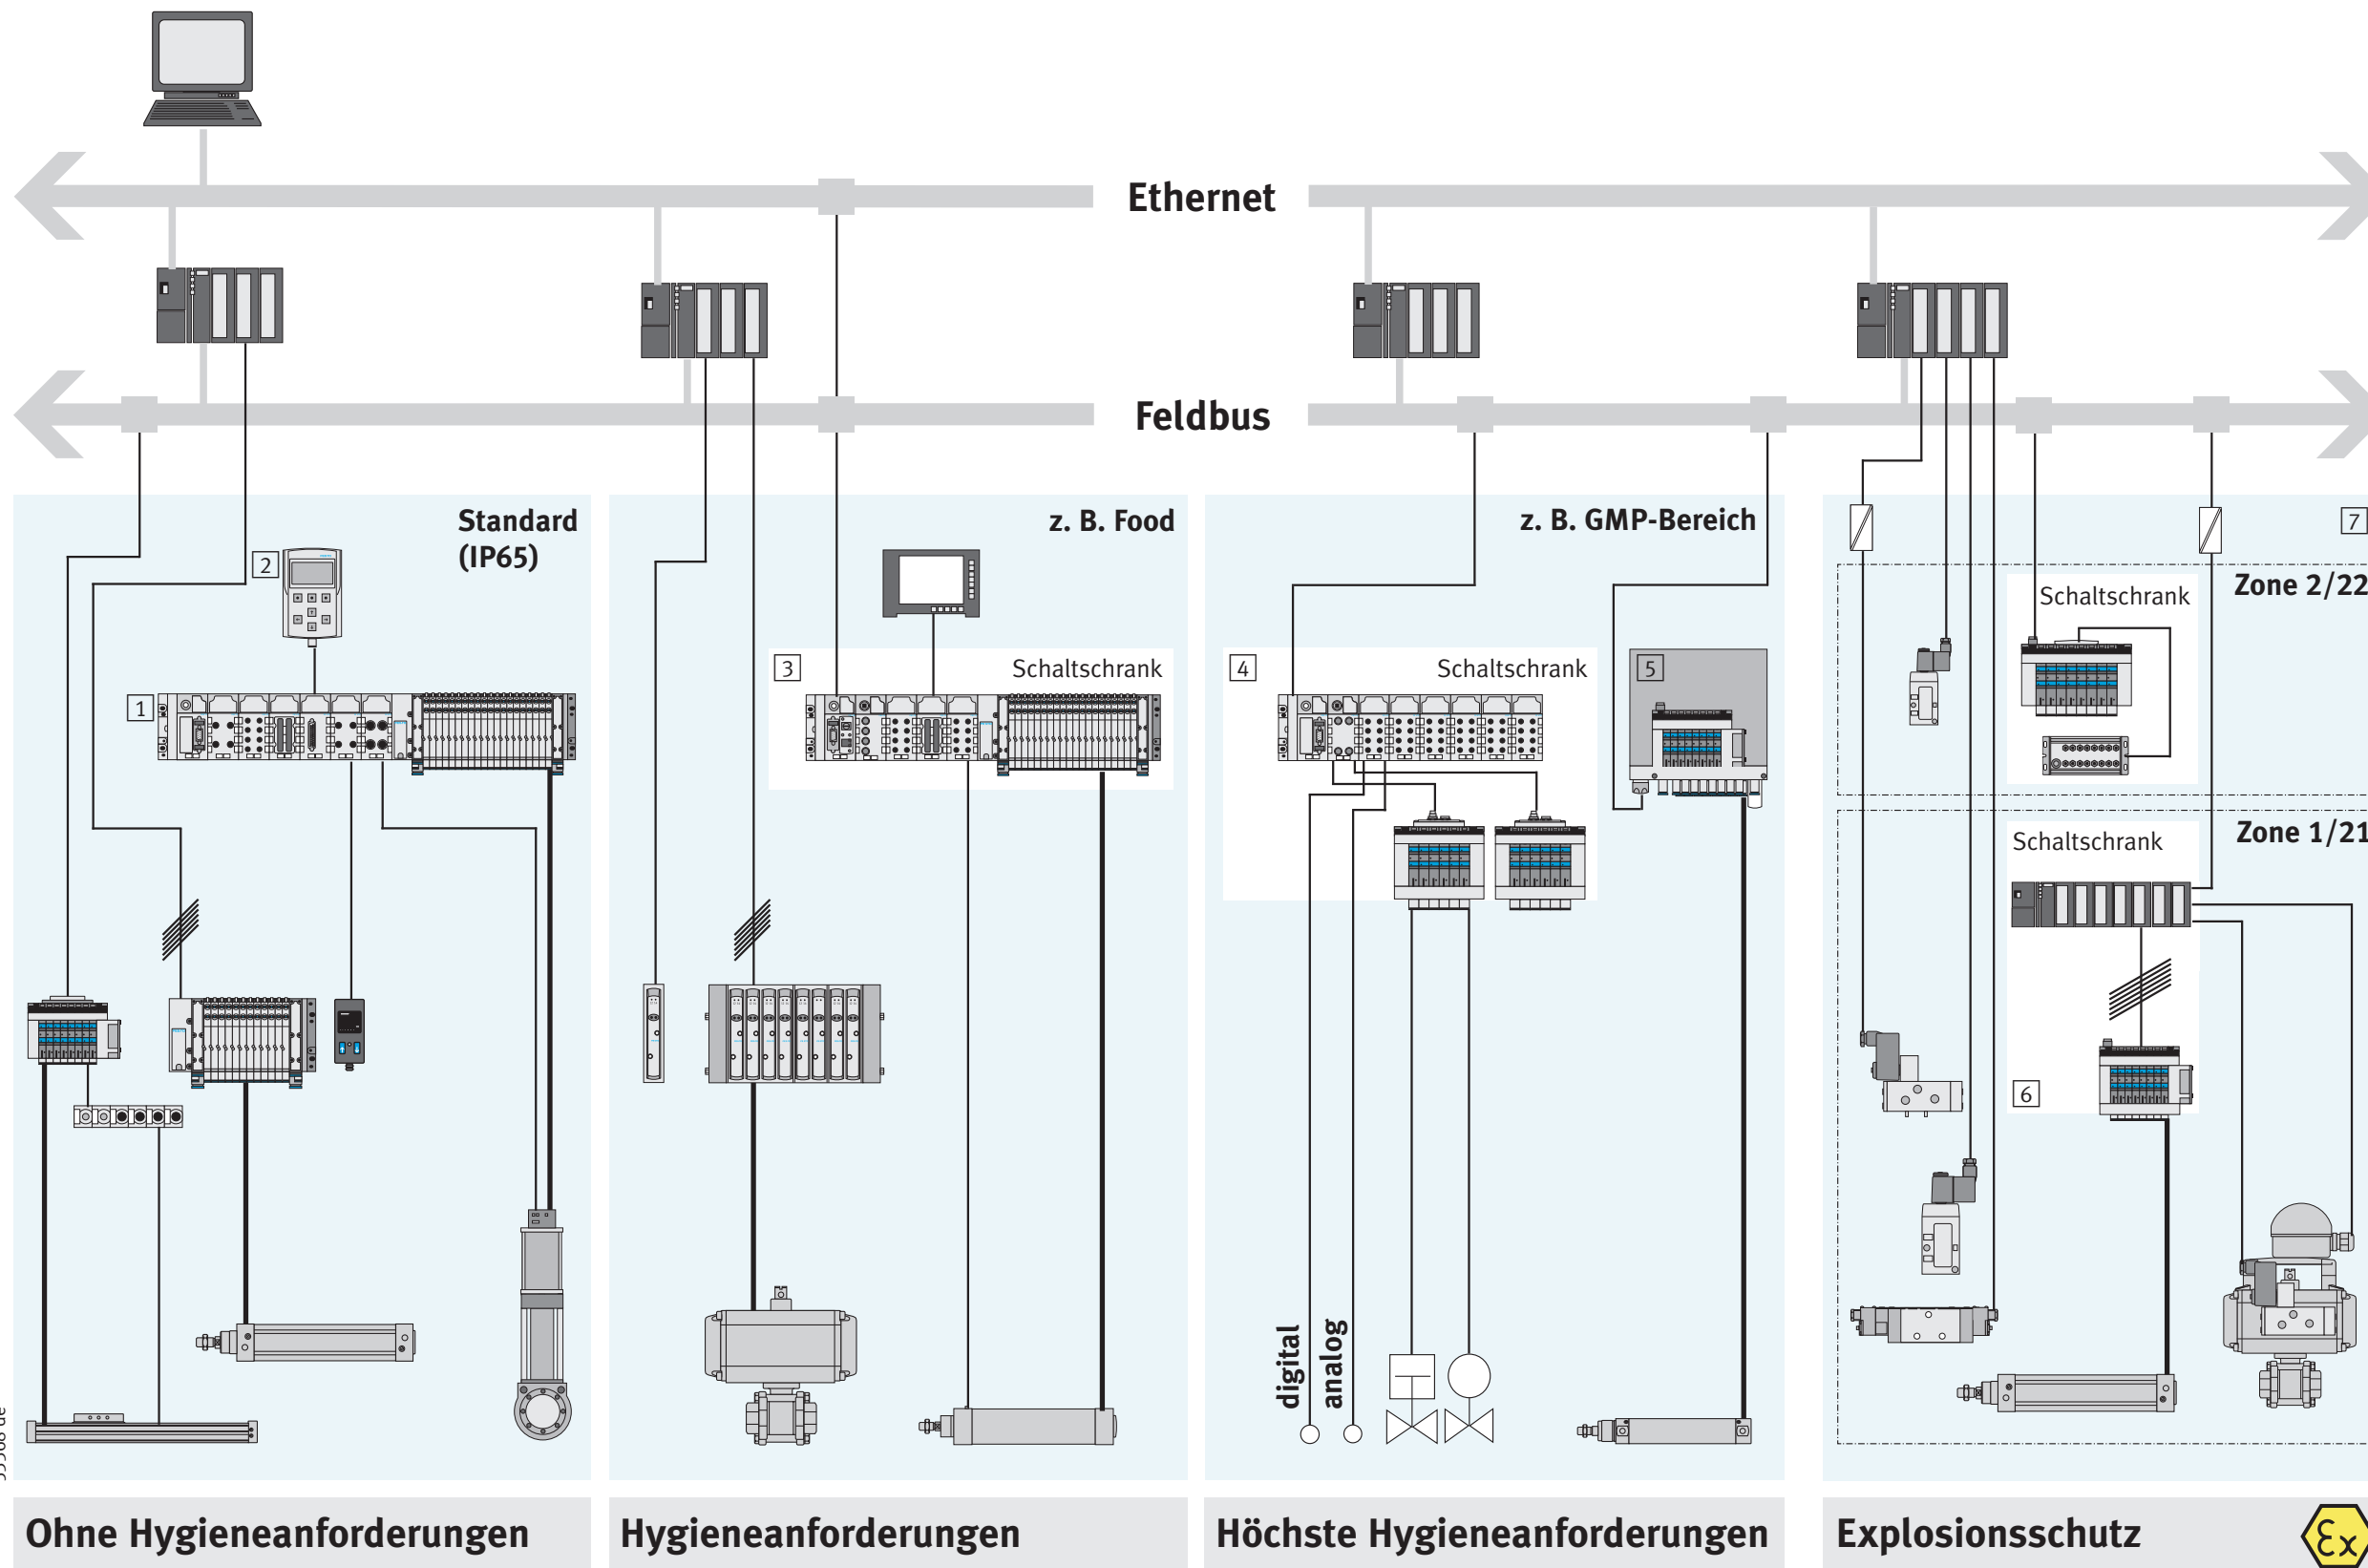 Ethernet
Feldbus
Standard
(IP65)
2
1
z. B. Food
3
Schaltschrank
z. B. GMP-Bereich
4
Schaltschrank
5
digital
analog
7
Zone 2/22
Schaltschrank
Zone 1/21
Schaltschrank
6
Ohne Hygieneanforderungen
Hygieneanforderungen
Höchste Hygieneanforderungen
Explosionsschutz
Ex